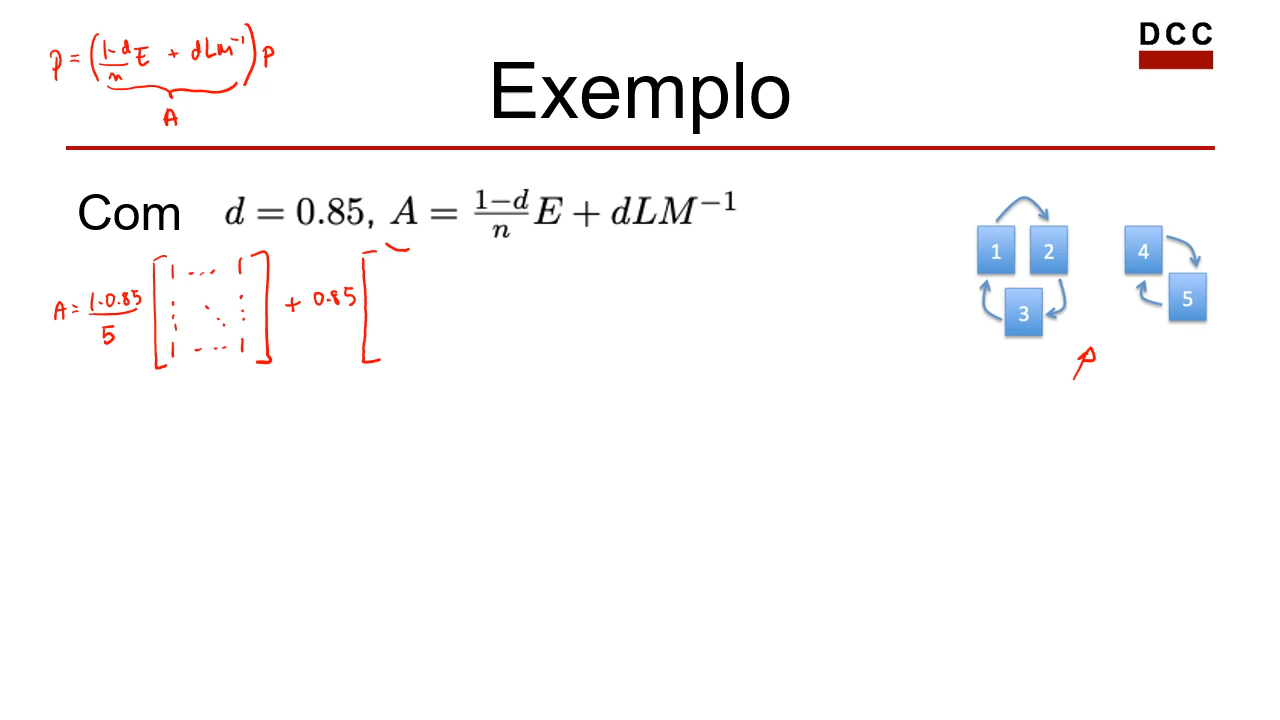 DCC
p = (1-d/n E + dLM⁻¹) p
A
Exemplo
Com d = 0.85, A = 1−d/n E + dLM⁻¹
A = 1-0.85/5 [1 ... 1 ⋮ ⋱ ⋮ 1 ... 1] + 0.85 [
1 2 4
3 5